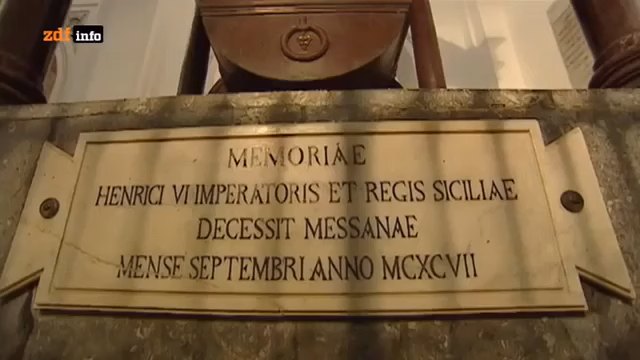 zdf info
MEMORIAE
HENRICI VI IMPERATORIS ET REGIS SICILIAE
DECESSIT MESSANAE
MENSE SEPTEMBRI ANNO MCXCVII